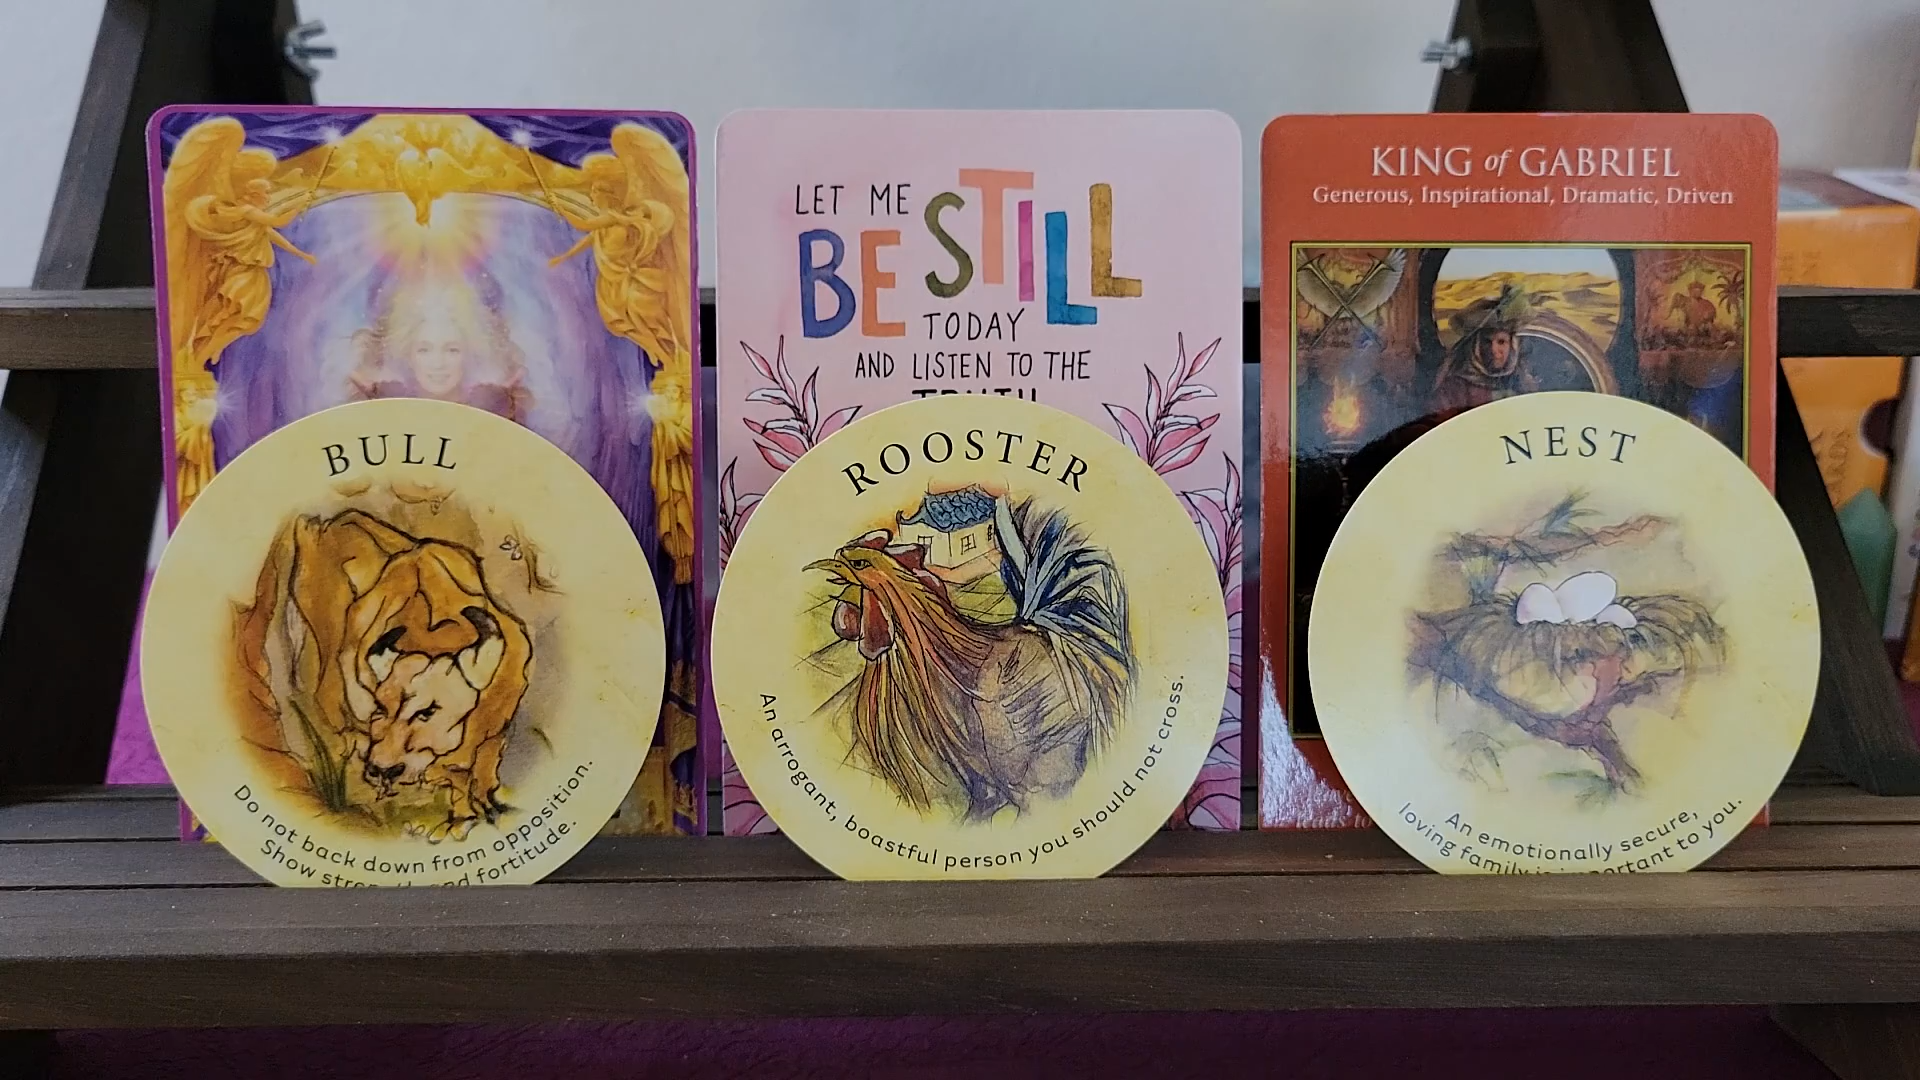 BULL
Do not back down from opposition.
Show strength and fortitude.
LET ME
BE STILL
TODAY
AND LISTEN TO THE
TRUTH
ROOSTER
An arrogant, boastful person you should not cross.
KING of GABRIEL
Generous, Inspirational, Dramatic, Driven
NEST
An emotionally secure,
loving family is important to you.